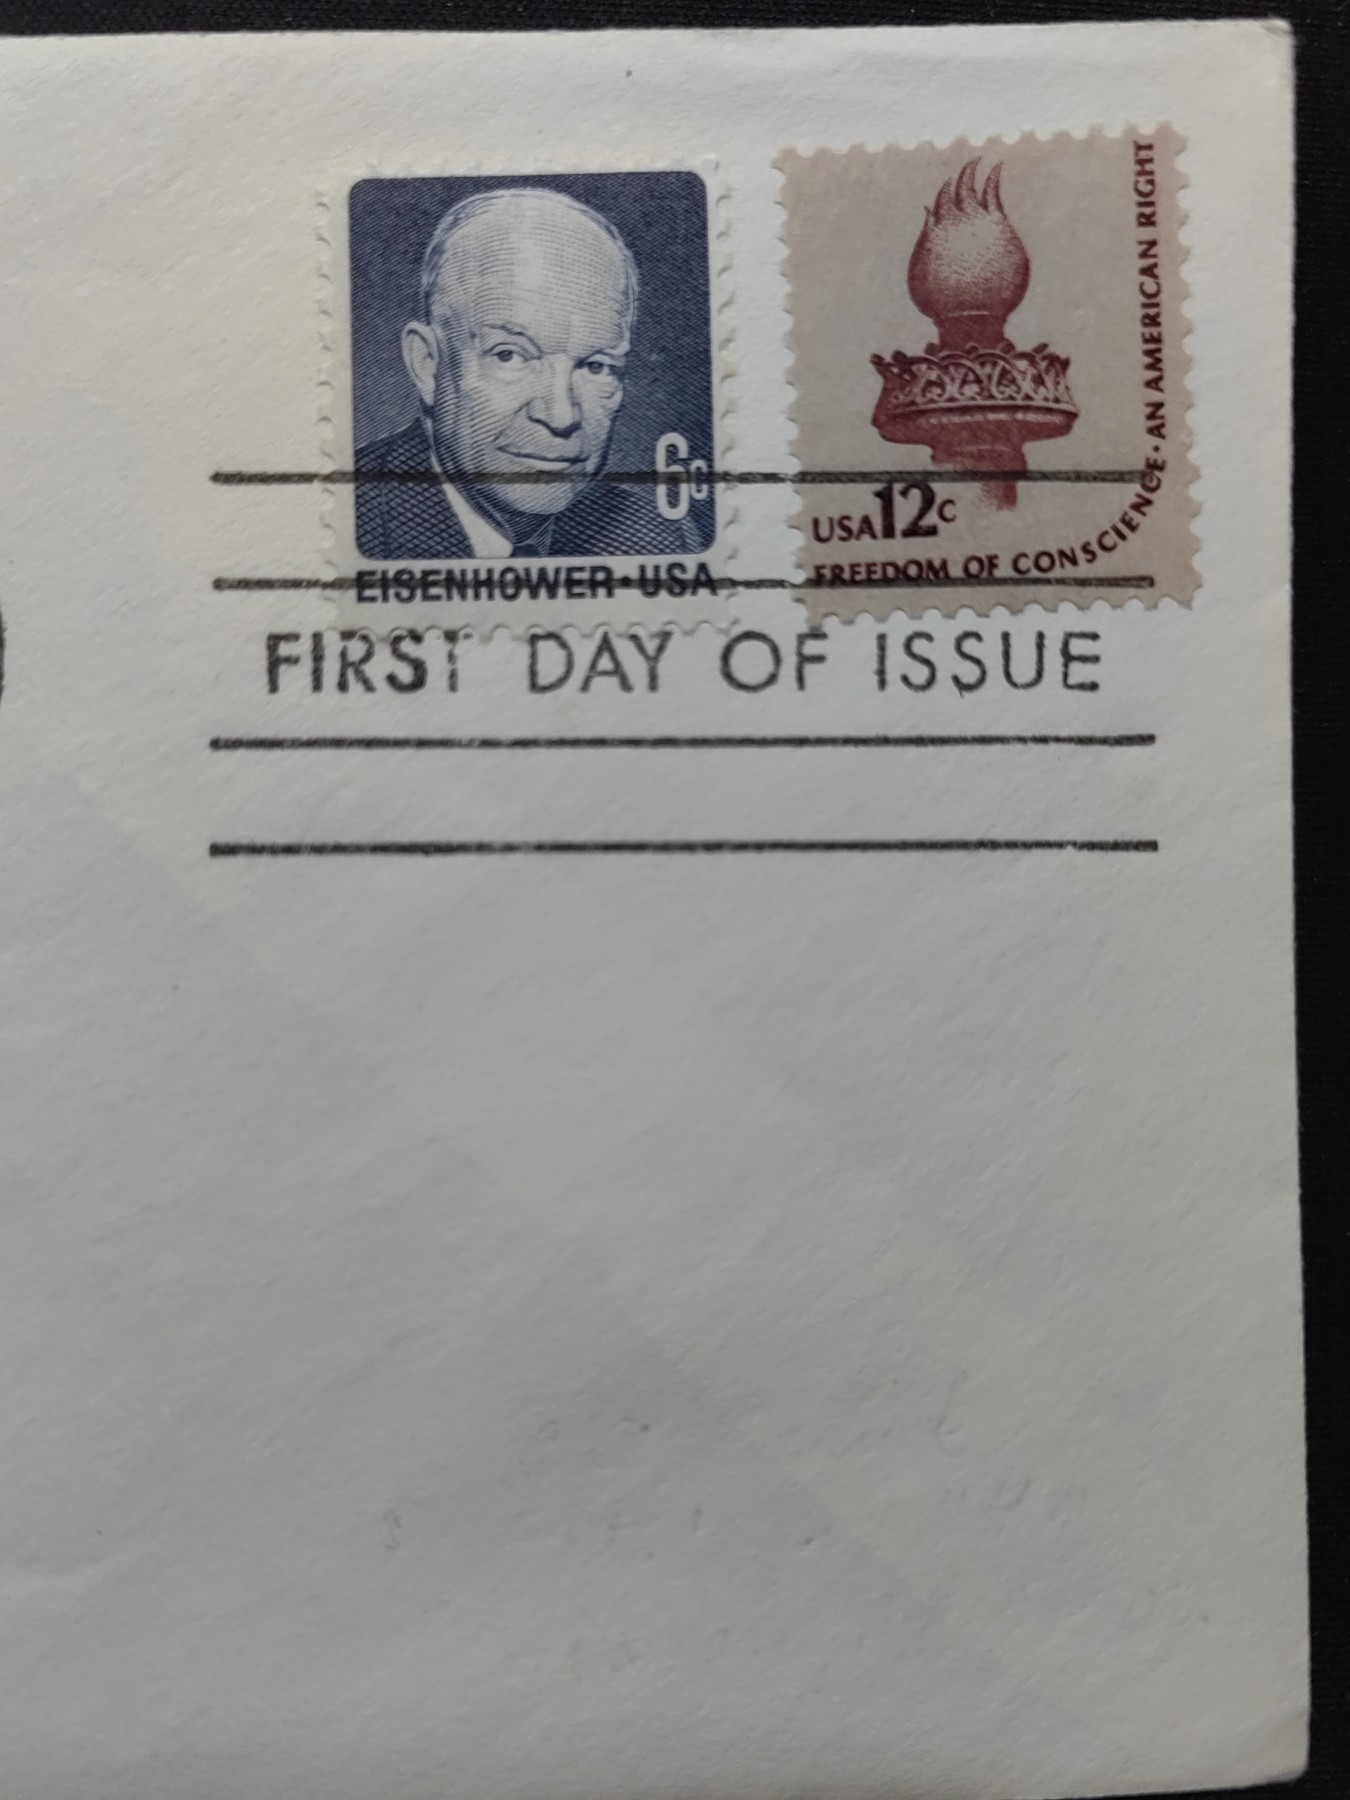 6c
EISENHOWER·USA
USA12c
FREEDOM OF CONSCIENCE·AN AMERICAN RIGHT
FIRST DAY OF ISSUE